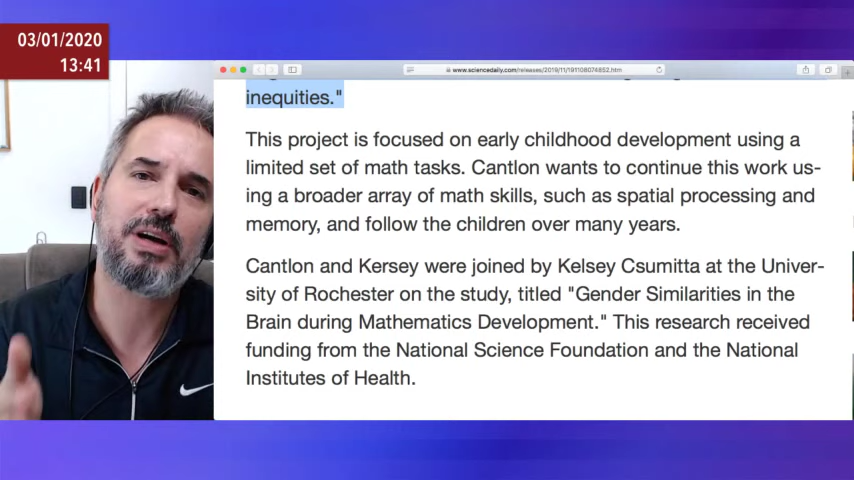 03/01/2020
13:41
www.sciencedaily.com/releases/2019/11/191108074852.htm
inequities."
This project is focused on early childhood development using a
limited set of math tasks. Cantlon wants to continue this work us-
ing a broader array of math skills, such as spatial processing and
memory, and follow the children over many years.
Cantlon and Kersey were joined by Kelsey Csumitta at the Univer-
sity of Rochester on the study, titled "Gender Similarities in the
Brain during Mathematics Development." This research received
funding from the National Science Foundation and the National
Institutes of Health.